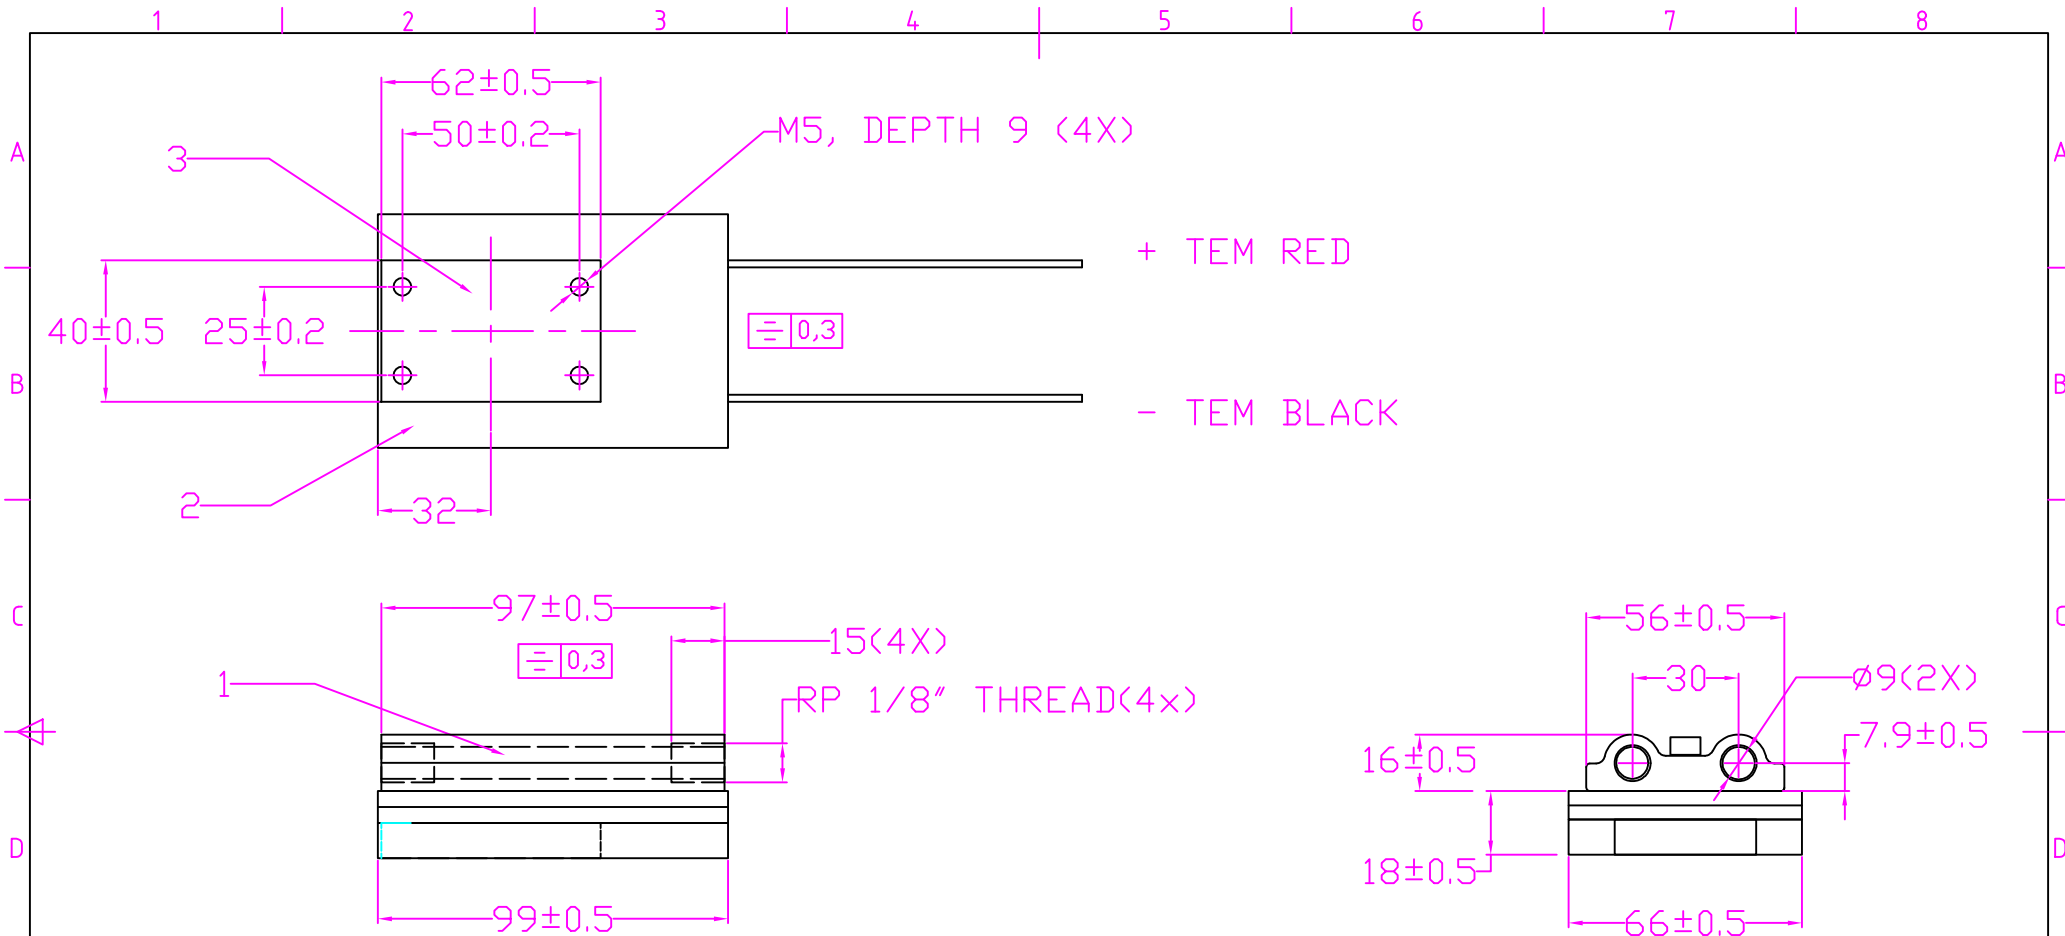 1 2 3 4 5 6 7 8
62±0.5
50±0.2
M5, DEPTH 9 (4X)
A A
3
+ TEM RED
40±0.5 25±0.2
0,3
B B
- TEM BLACK
2
32
97±0.5
15(4X)
0,3
C C
1
RP 1/8" THREAD(4x)
56±0.5
30
ø9(2X)
7.9±0.5
16±0.5
D D
18±0.5
99±0.5
66±0.5